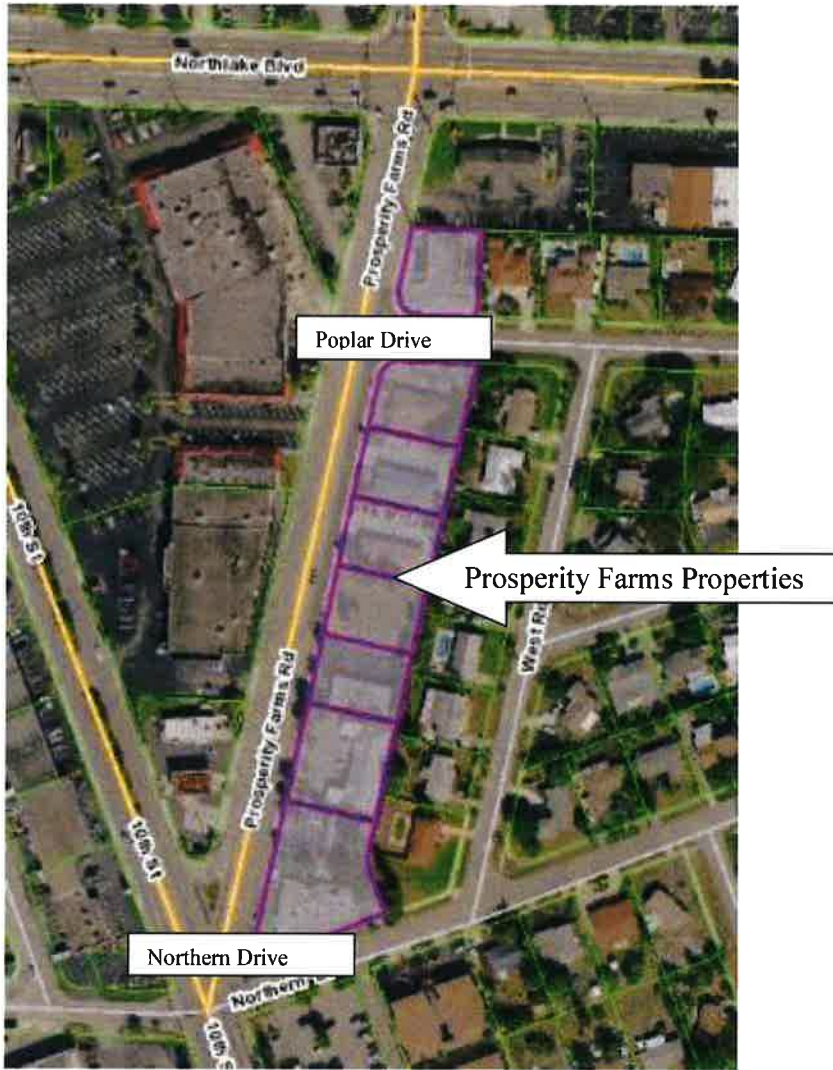 Northlake Blvd
Prosperity Farms Rd
Poplar Drive
10th St
Prosperity Farms Properties
West Rd
Prosperity Farms Rd
10th St
Northern Drive
Northern
10th S